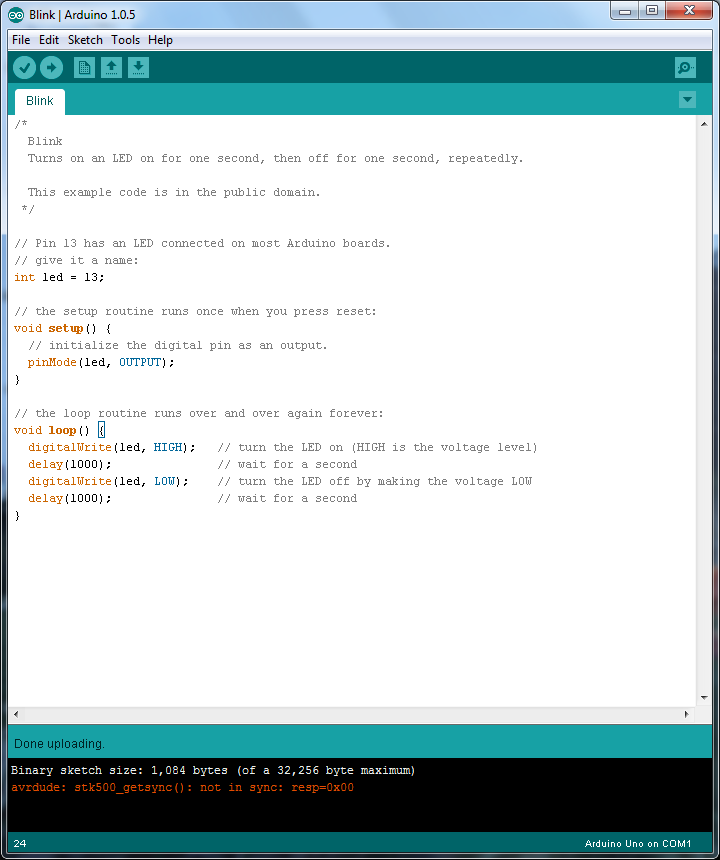 Blink | Arduino 1.0.5
File Edit Sketch Tools Help
Blink
/*
  Blink
  Turns on an LED on for one second, then off for one second, repeatedly.

  This example code is in the public domain.
 */

// Pin 13 has an LED connected on most Arduino boards.
// give it a name:
int led = 13;

// the setup routine runs once when you press reset:
void setup() {
  // initialize the digital pin as an output.
  pinMode(led, OUTPUT);
}

// the loop routine runs over and over again forever:
void loop() {
  digitalWrite(led, HIGH);   // turn the LED on (HIGH is the voltage level)
  delay(1000);               // wait for a second
  digitalWrite(led, LOW);    // turn the LED off by making the voltage LOW
  delay(1000);               // wait for a second
}
Done uploading.
Binary sketch size: 1,084 bytes (of a 32,256 byte maximum)
avrdude: stk500_getsync(): not in sync: resp=0x00
24 Arduino Uno on COM1